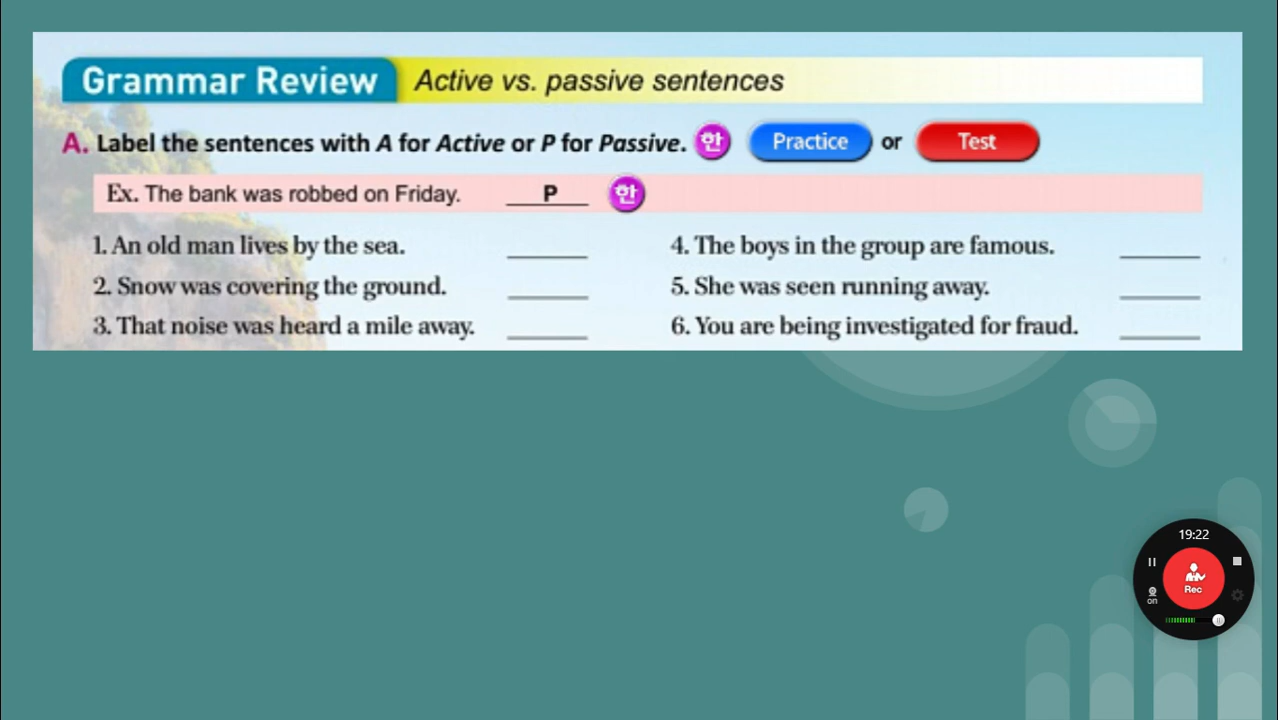 Grammar Review Active vs. passive sentences
A. Label the sentences with A for Active or P for Passive. 한 Practice or Test
Ex. The bank was robbed on Friday. P 한
1. An old man lives by the sea.
2. Snow was covering the ground.
3. That noise was heard a mile away.
4. The boys in the group are famous.
5. She was seen running away.
6. You are being investigated for fraud.
19:22
Rec
on